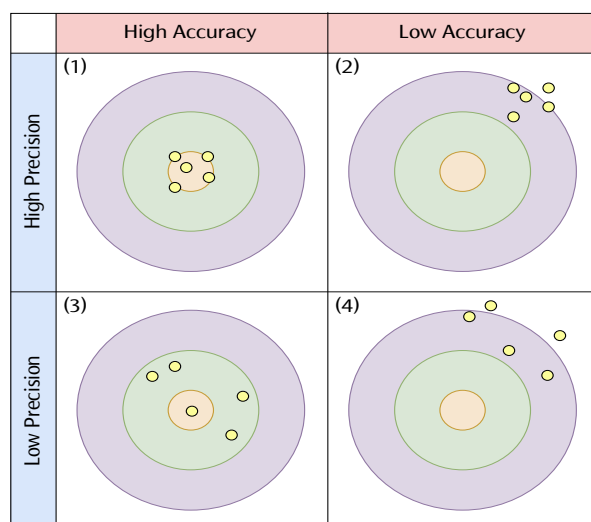 High Accuracy
Low Accuracy
High Precision
(1)
(2)
Low Precision
(3)
(4)